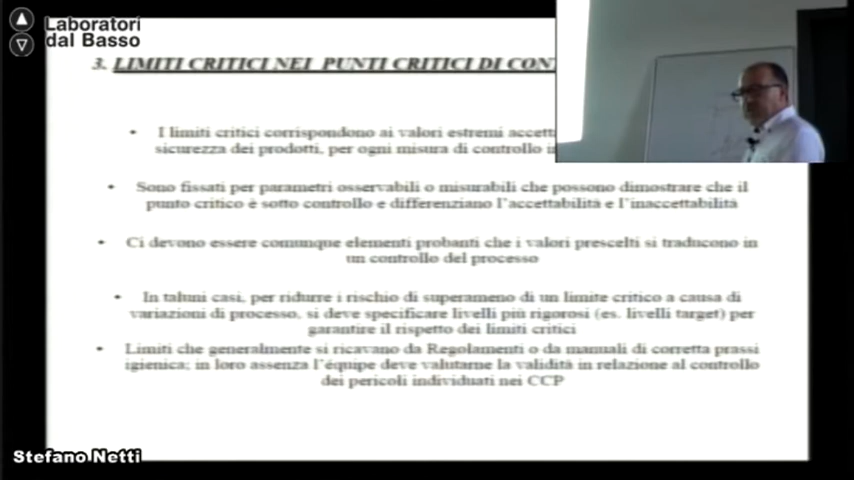 Laboratori
dal Basso
3. LIMITI CRITICI NEI PUNTI CRITICI DI CONT
• I limiti critici corrispondono ai valori estremi accett
sicurezza dei prodotti, per ogni misura di controllo i
• Sono fissati per parametri osservabili o misurabili che possono dimostrare che il
punto critico è sotto controllo e differenziano l'accettabilità e l'inaccettabilità
• Ci devono essere comunque elementi probanti che i valori prescelti si traducono in
un controllo del processo
• In taluni casi, per ridurre i rischio di superameno di un limite critico a causa di
variazioni di processo, si deve specificare livelli più rigorosi (es. livelli target) per
garantire il rispetto dei limiti critici
• Limiti che generalmente si ricavano da Regolamenti o da manuali di corretta prassi
igienica; in loro assenza l'équipe deve valutarne la validità in relazione al controllo
dei pericoli individuati nei CCP
Stefano Netti